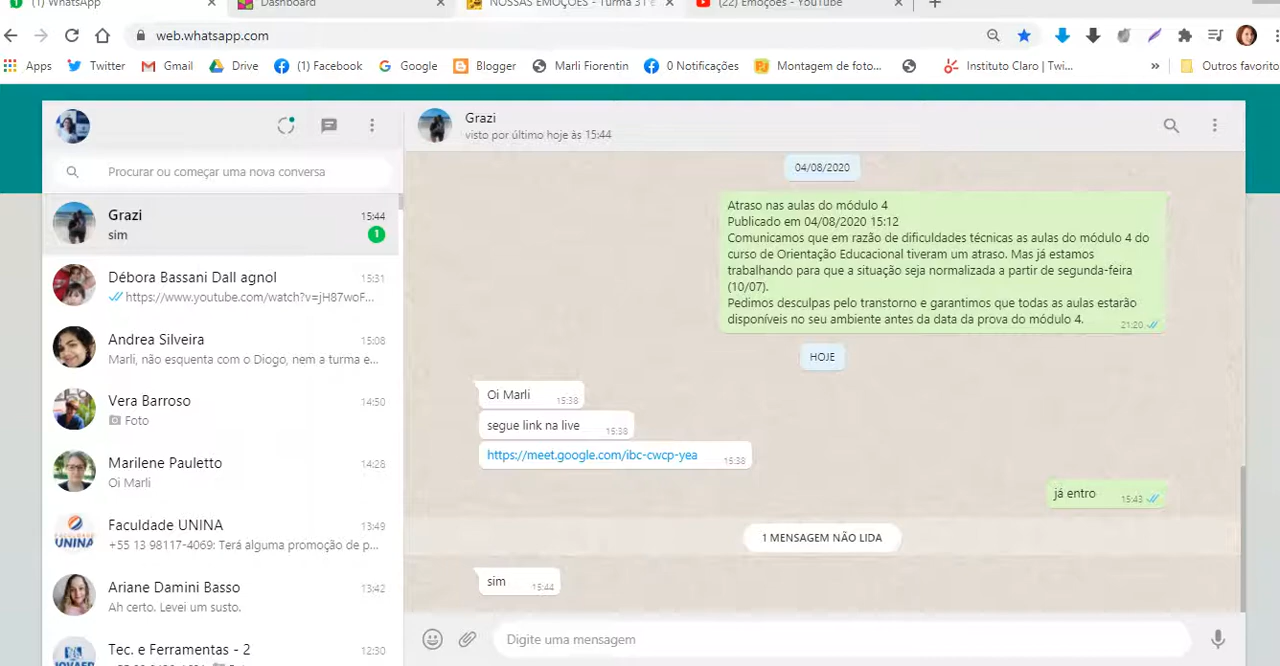 1) WhatsApp
Dashboard
NOSSAS EMOÇÕES - Turma 31 e
(22) Emoções - YouTube
web.whatsapp.com
Apps Twitter Gmail Drive (1) Facebook Google Blogger Marli Fiorentin 0 Notificações Montagem de foto... Instituto Claro | Twi... » Outros favorito
Procurar ou começar uma nova conversa
Grazi 15:44
sim 1
Débora Bassani Dall agnol 15:31
https://www.youtube.com/watch?v=jH87woF...
Andrea Silveira 15:08
Marli, não esquenta com o Diogo, nem a turma e...
Vera Barroso 14:50
Foto
Marilene Pauletto 14:28
Oi Marli
Faculdade UNINA 13:49
+55 13 98117-4069: Terá alguma promoção de p...
Ariane Damini Basso 13:42
Ah certo. Levei um susto.
Tec. e Ferramentas - 2 12:30
Grazi
visto por último hoje às 15:44
04/08/2020
Atraso nas aulas do módulo 4
Publicado em 04/08/2020 15:12
Comunicamos que em razão de dificuldades técnicas as aulas do módulo 4 do
curso de Orientação Educacional tiveram um atraso. Mas já estamos
trabalhando para que a situação seja normalizada a partir de segunda-feira
(10/07).
Pedimos desculpas pelo transtorno e garantimos que todas as aulas estarão
disponíveis no seu ambiente antes da data da prova do módulo 4. 21:20
HOJE
Oi Marli 15:38
segue link na live 15:38
https://meet.google.com/ibc-cwcp-yea 15:38
já entro 15:43
1 MENSAGEM NÃO LIDA
sim 15:44
Digite uma mensagem